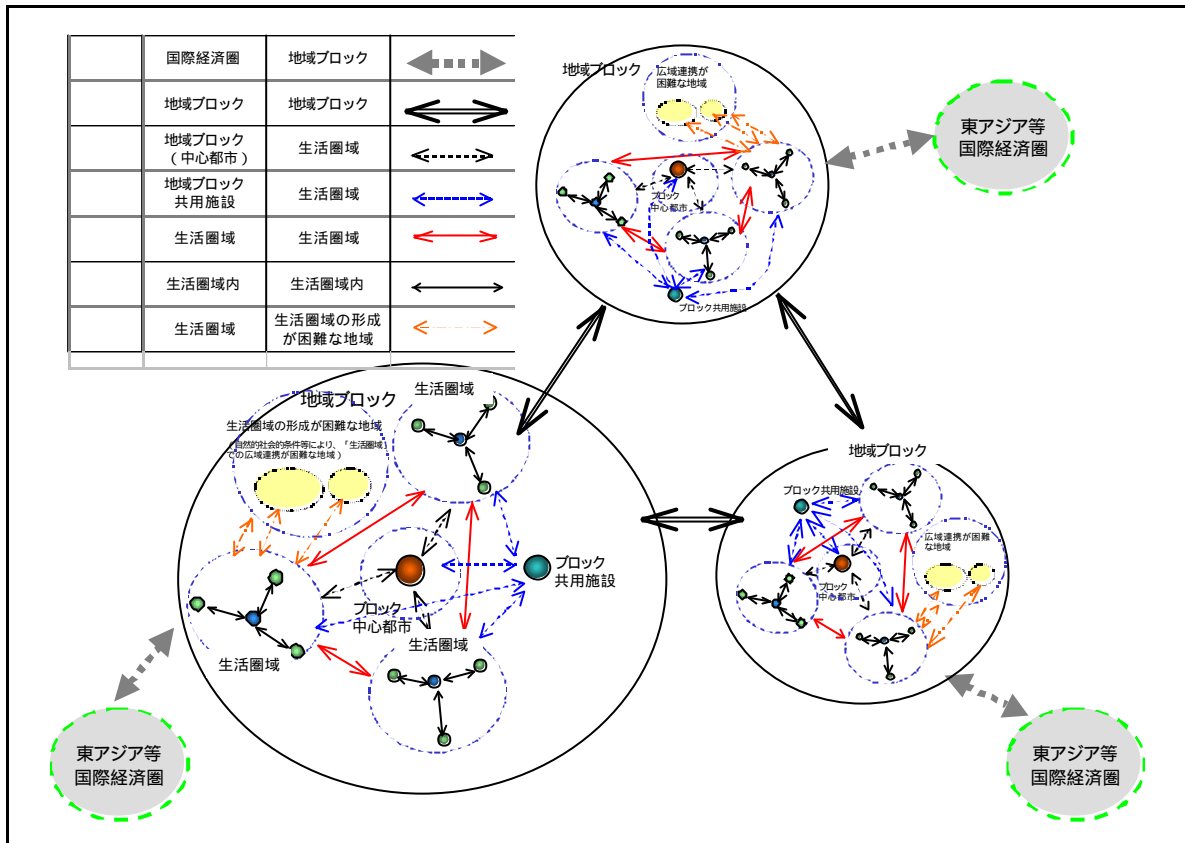 国際経済圏
地域ブロック
地域ブロック
地域ブロック
地域ブロック
（中心都市）
生活圏域
地域ブロック
共用施設
生活圏域
生活圏域
生活圏域
生活圏域内
生活圏域内
生活圏域
生活圏域の形成
が困難な地域
地域ブロック
広域連携が
困難な地域
ブロック
中心都市
ブロック共用施設
東アジア等
国際経済圏
地域ブロック
生活圏域の形成が困難な地域
（自然的社会的条件等により、「生活圏域」
での広域連携が困難な地域）
生活圏域
ブロック
中心都市
ブロック
共用施設
生活圏域
生活圏域
東アジア等
国際経済圏
地域ブロック
ブロック共用施設
広域連携が困難
な地域
ブロック
中心都市
東アジア等
国際経済圏